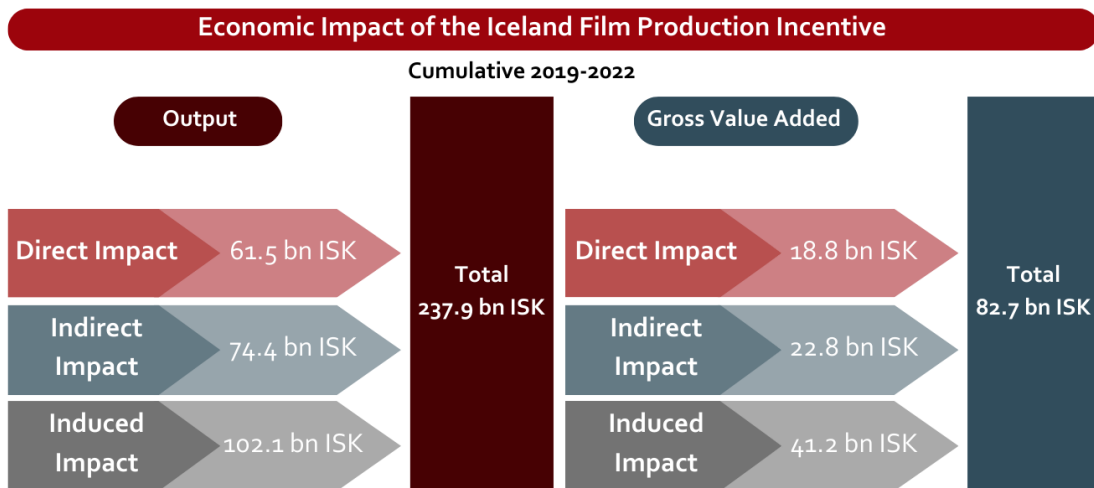 Economic Impact of the Iceland Film Production Incentive
Cumulative 2019-2022
Output
Direct Impact
61.5 bn ISK
Indirect
Impact
74.4 bn ISK
Induced
Impact
102.1 bn ISK
Total
237.9 bn ISK
Gross Value Added
Direct Impact
18.8 bn ISK
Indirect
Impact
22.8 bn ISK
Induced
Impact
41.2 bn ISK
Total
82.7 bn ISK